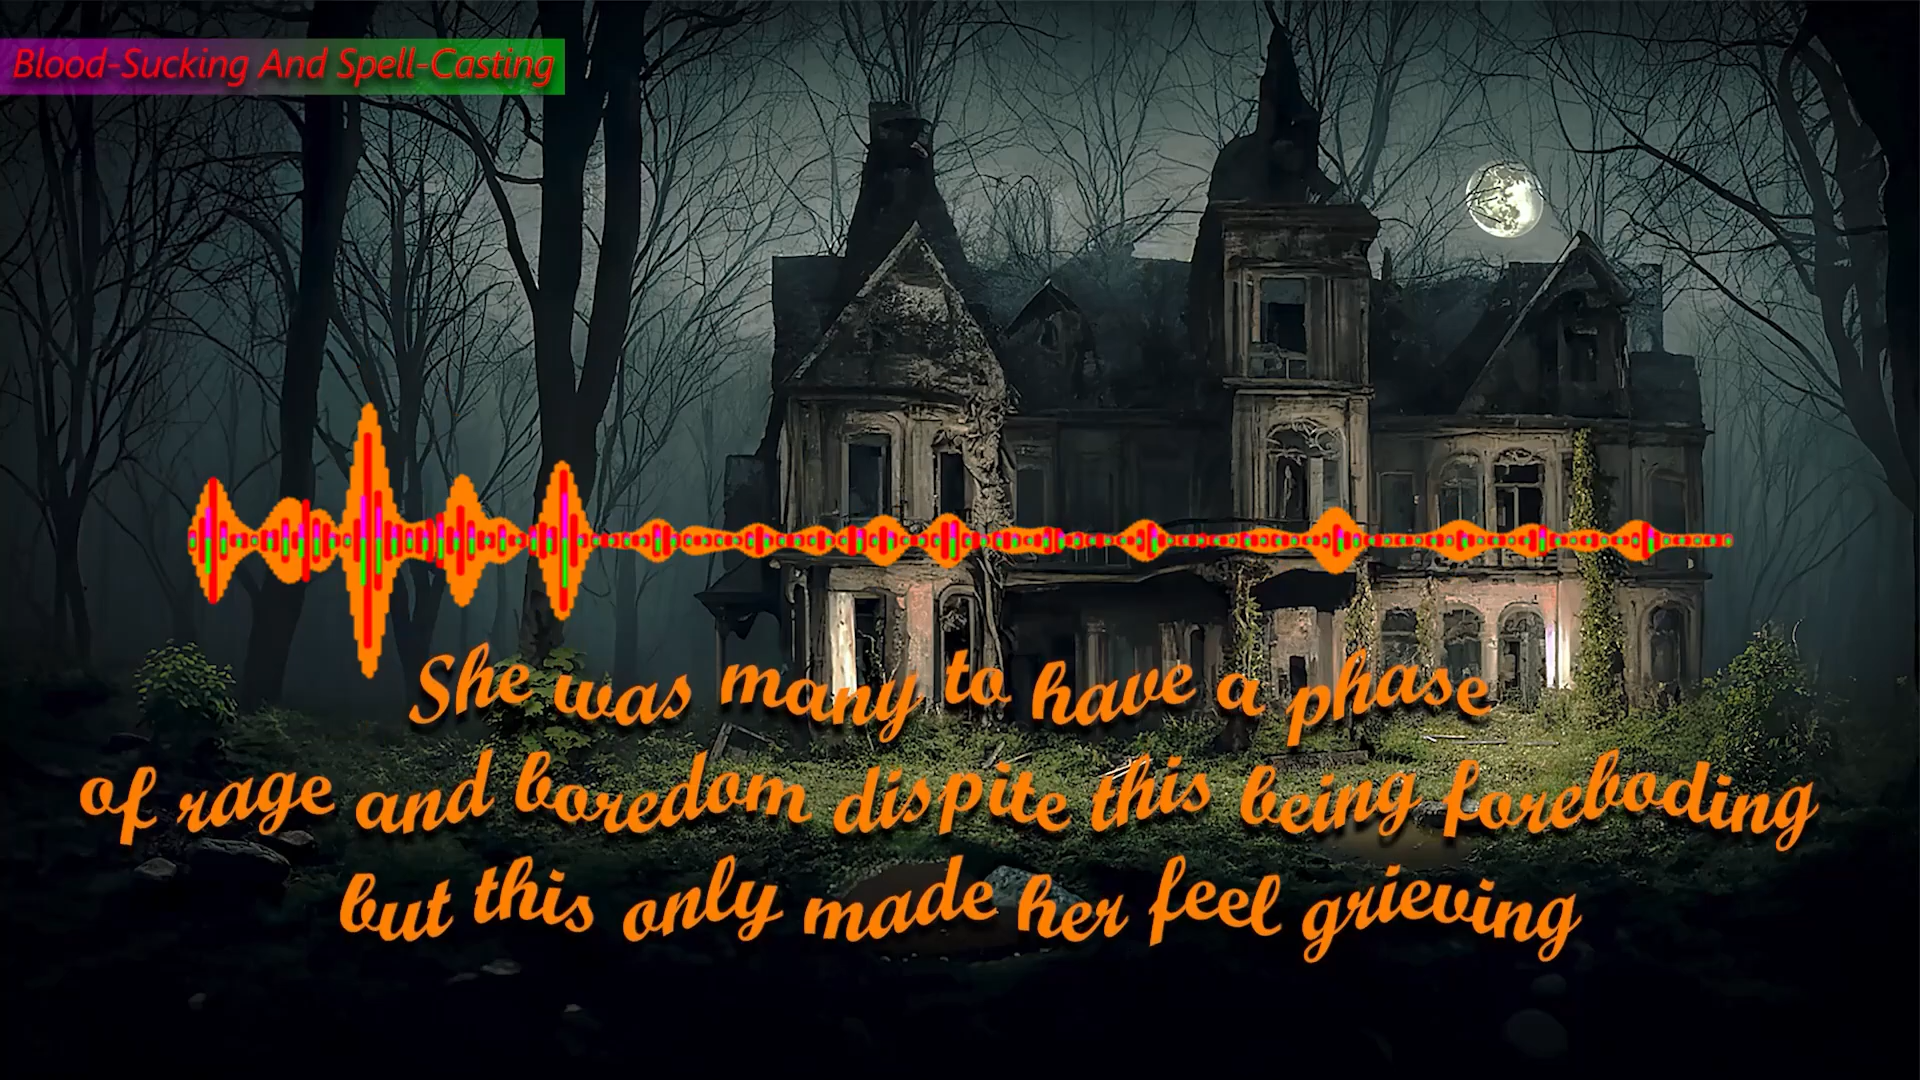 Blood-Sucking And Spell-Casting
She was many to have a phase
of rage and boredom dispite this being foreboding
but this only made her feel grieving